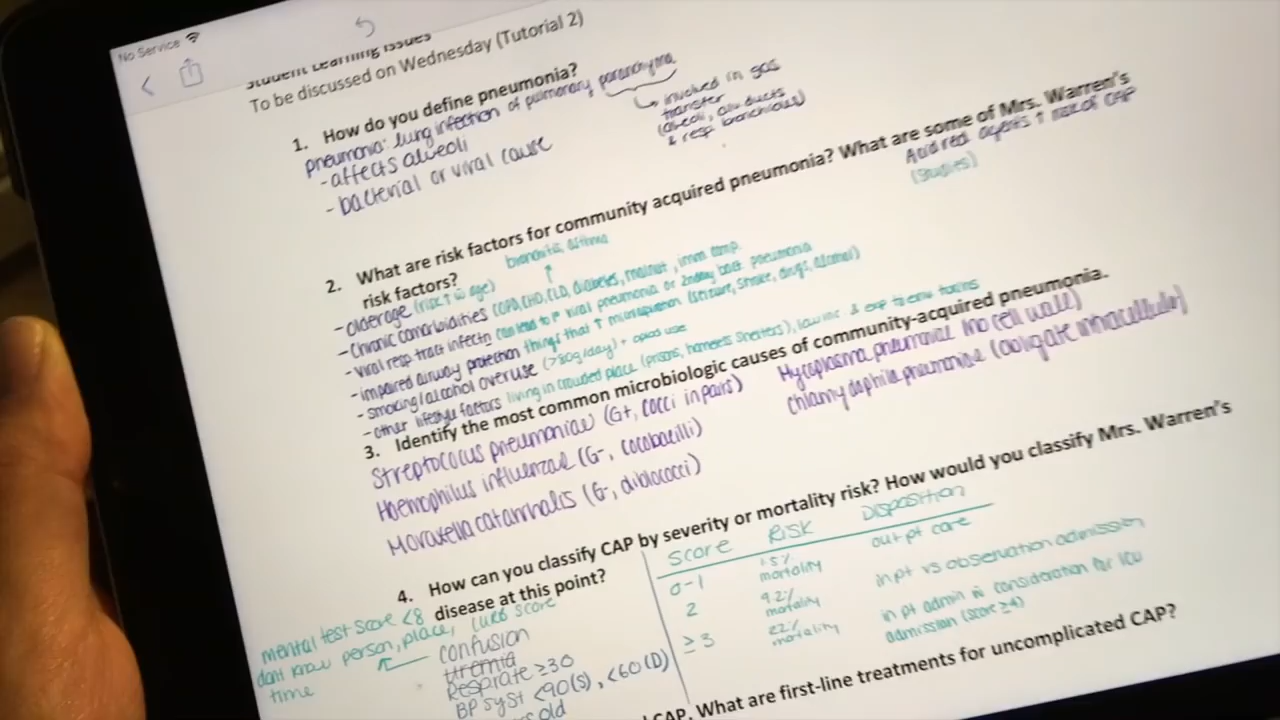 No Service
Student Learning Issues
To be discussed on Wednesday (Tutorial 2)
1. How do you define pneumonia?
pneumonia: lung infection of pulmonary paranchyma
- affects alveoli
- bacterial or viral cause
involved in gas
transfer
(alveoli, alv ducts
& resp bronchioles)
2. What are risk factors for community acquired pneumonia? What are some of Mrs. Warren's
risk factors?
Acid red. agents ↑ risk of CAP
(studies)
bronchitis, asthma
- older age (risk ↑ w age)
- chronic comorbidities (COPD, CHD, CLD, diabetes, malnut, imm comp.
- viral resp tract infectn can lead to 1° viral pneumonia or 2ndary bact. pneumonia
- impaired airway protection things that ↑ microaspiration (seizure, stroke, drugs, alcohol)
- smoking/alcohol overuse (>80g/day) + opiod use
- other lifestyle factors living in crowded place (prisons, homeless shelters), low inc & exp to env toxins
3. Identify the most common microbiologic causes of community-acquired pneumonia.
Streptococus pneumoniae (G+, cocci in pairs)
Haemophilus influenzae (G-, cocobacilli)
Moraxella catarrhalis (G-, diplococci)
Mycoplasma pneumoniae (no cell wall)
Chlamydophila pneumoniae (obligate intracellular)
4. How can you classify CAP by severity or mortality risk? How would you classify Mrs. Warren's
disease at this point?
CURB score
mental test score <8
dont know person, place,
time
confusion
uremia
Resp rate ≥30
BP syst <90(S), <60(D)
old
Score Risk Disposition
0-1 1.5% mortality out pt care
2 9.2% mortality in pt vs observation admission
≥3 22% mortality in pt admin w consideration for ICU
admission (score ≥4)
CAP. What are first-line treatments for uncomplicated CAP?